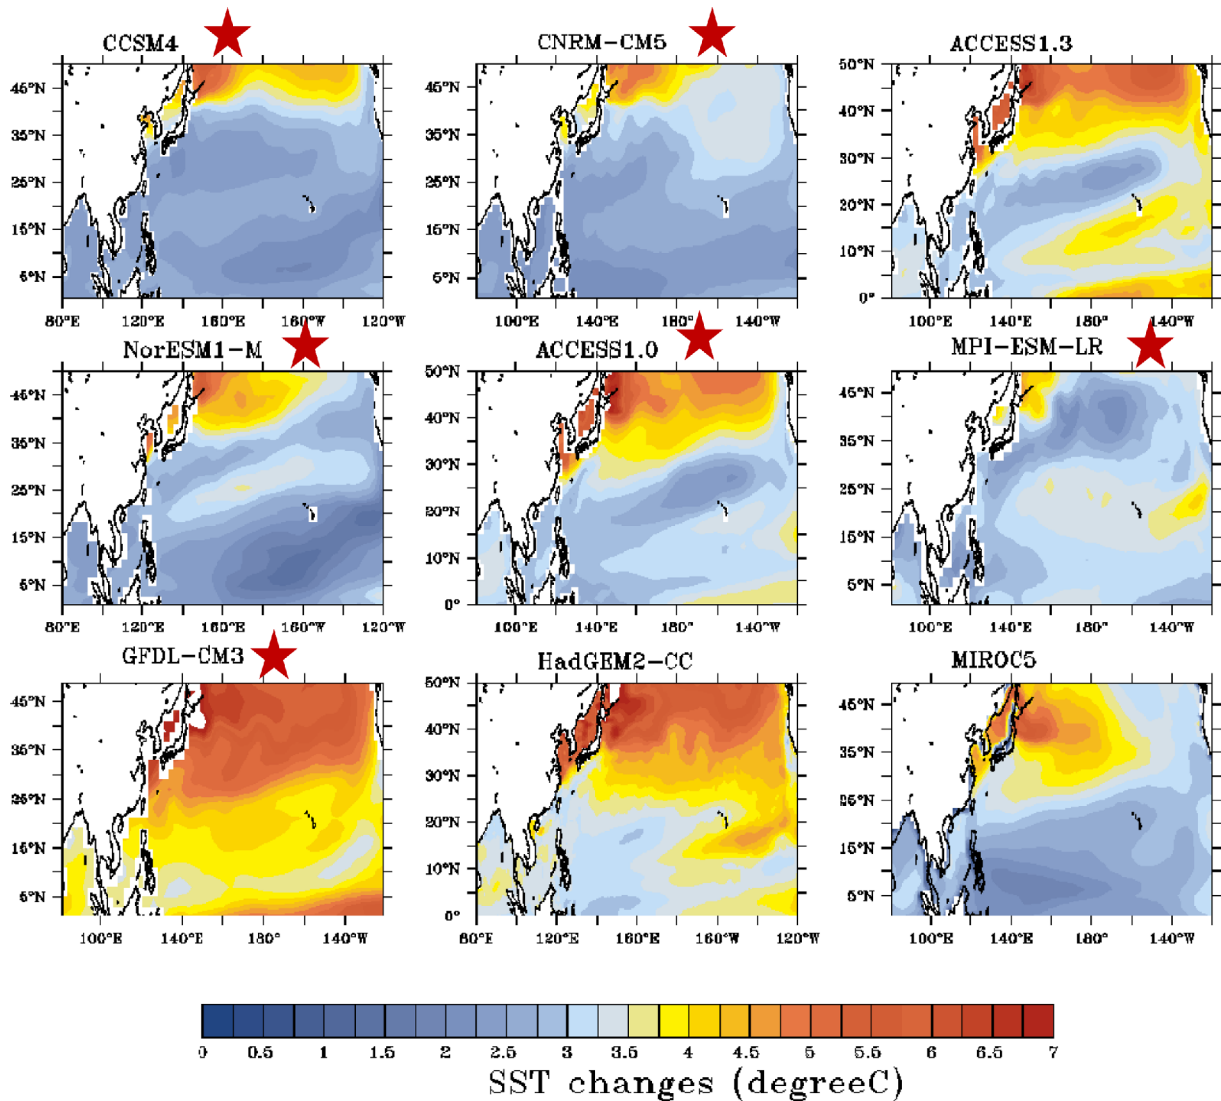 CCSM4
CNRM-CM5
ACCESS1.3
45°N
35°N
25°N
15°N
5°N
80°E 120°E 160°E 160°W 120°W
45°N
35°N
25°N
15°N
5°N
100°E 140°E 180° 140°W
50°N
40°N
30°N
20°N
10°N
0°
100°E 140°E 180° 140°W
NorESM1-M
ACCESS1.0
MPI-ESM-LR
45°N
35°N
25°N
15°N
5°N
80°E 120°E 160°E 160°W 120°W
50°N
40°N
30°N
20°N
10°N
0°
100°E 140°E 180° 140°W
45°N
35°N
25°N
15°N
5°N
100°E 140°E 180° 140°W
GFDL-CM3
HadGEM2-CC
MIROC5
45°N
35°N
25°N
15°N
5°N
100°E 140°E 180° 140°W
50°N
40°N
30°N
20°N
10°N
0°
80°E 120°E 160°E 160°W 120°W
45°N
35°N
25°N
15°N
5°N
100°E 140°E 180° 140°W
0 0.5 1 1.5 2 2.5 3 3.5 4 4.5 5 5.5 6 6.5 7
SST changes (degreeC)